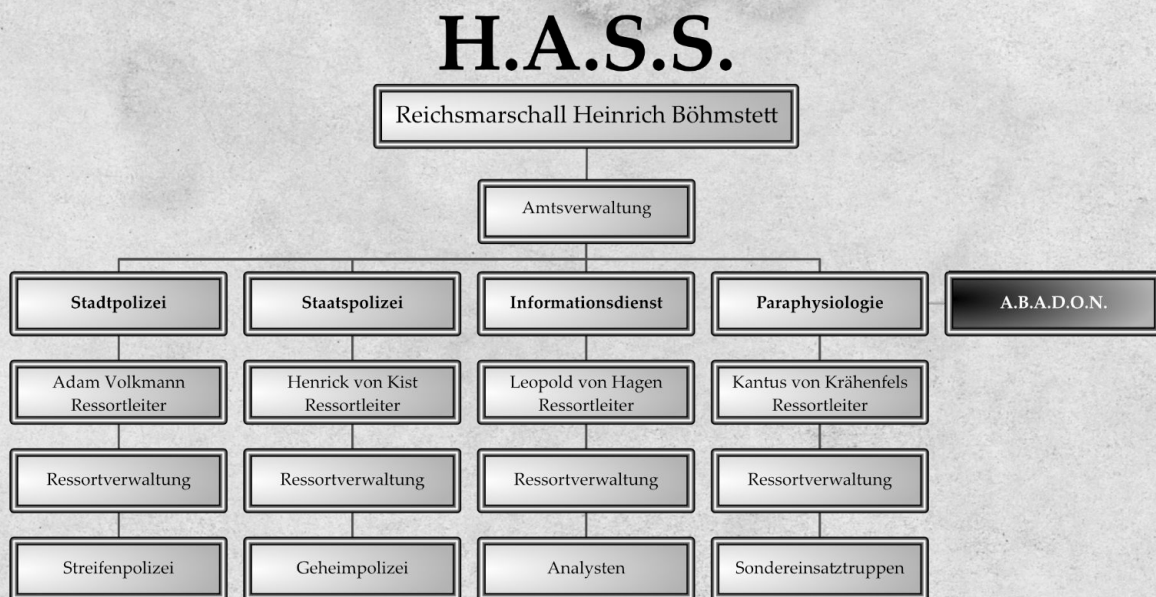 H.A.S.S.
Reichsmarschall Heinrich Böhmstett
Amtsverwaltung
Stadtpolizei
Staatspolizei
Informationsdienst
Paraphysiologie
A.B.A.D.O.N.
Adam Volkmann
Ressortleiter
Henrick von Kist
Ressortleiter
Leopold von Hagen
Ressortleiter
Kantus von Krähenfels
Ressortleiter
Ressortverwaltung
Ressortverwaltung
Ressortverwaltung
Ressortverwaltung
Streifenpolizei
Geheimpolizei
Analysten
Sondereinsatztruppen